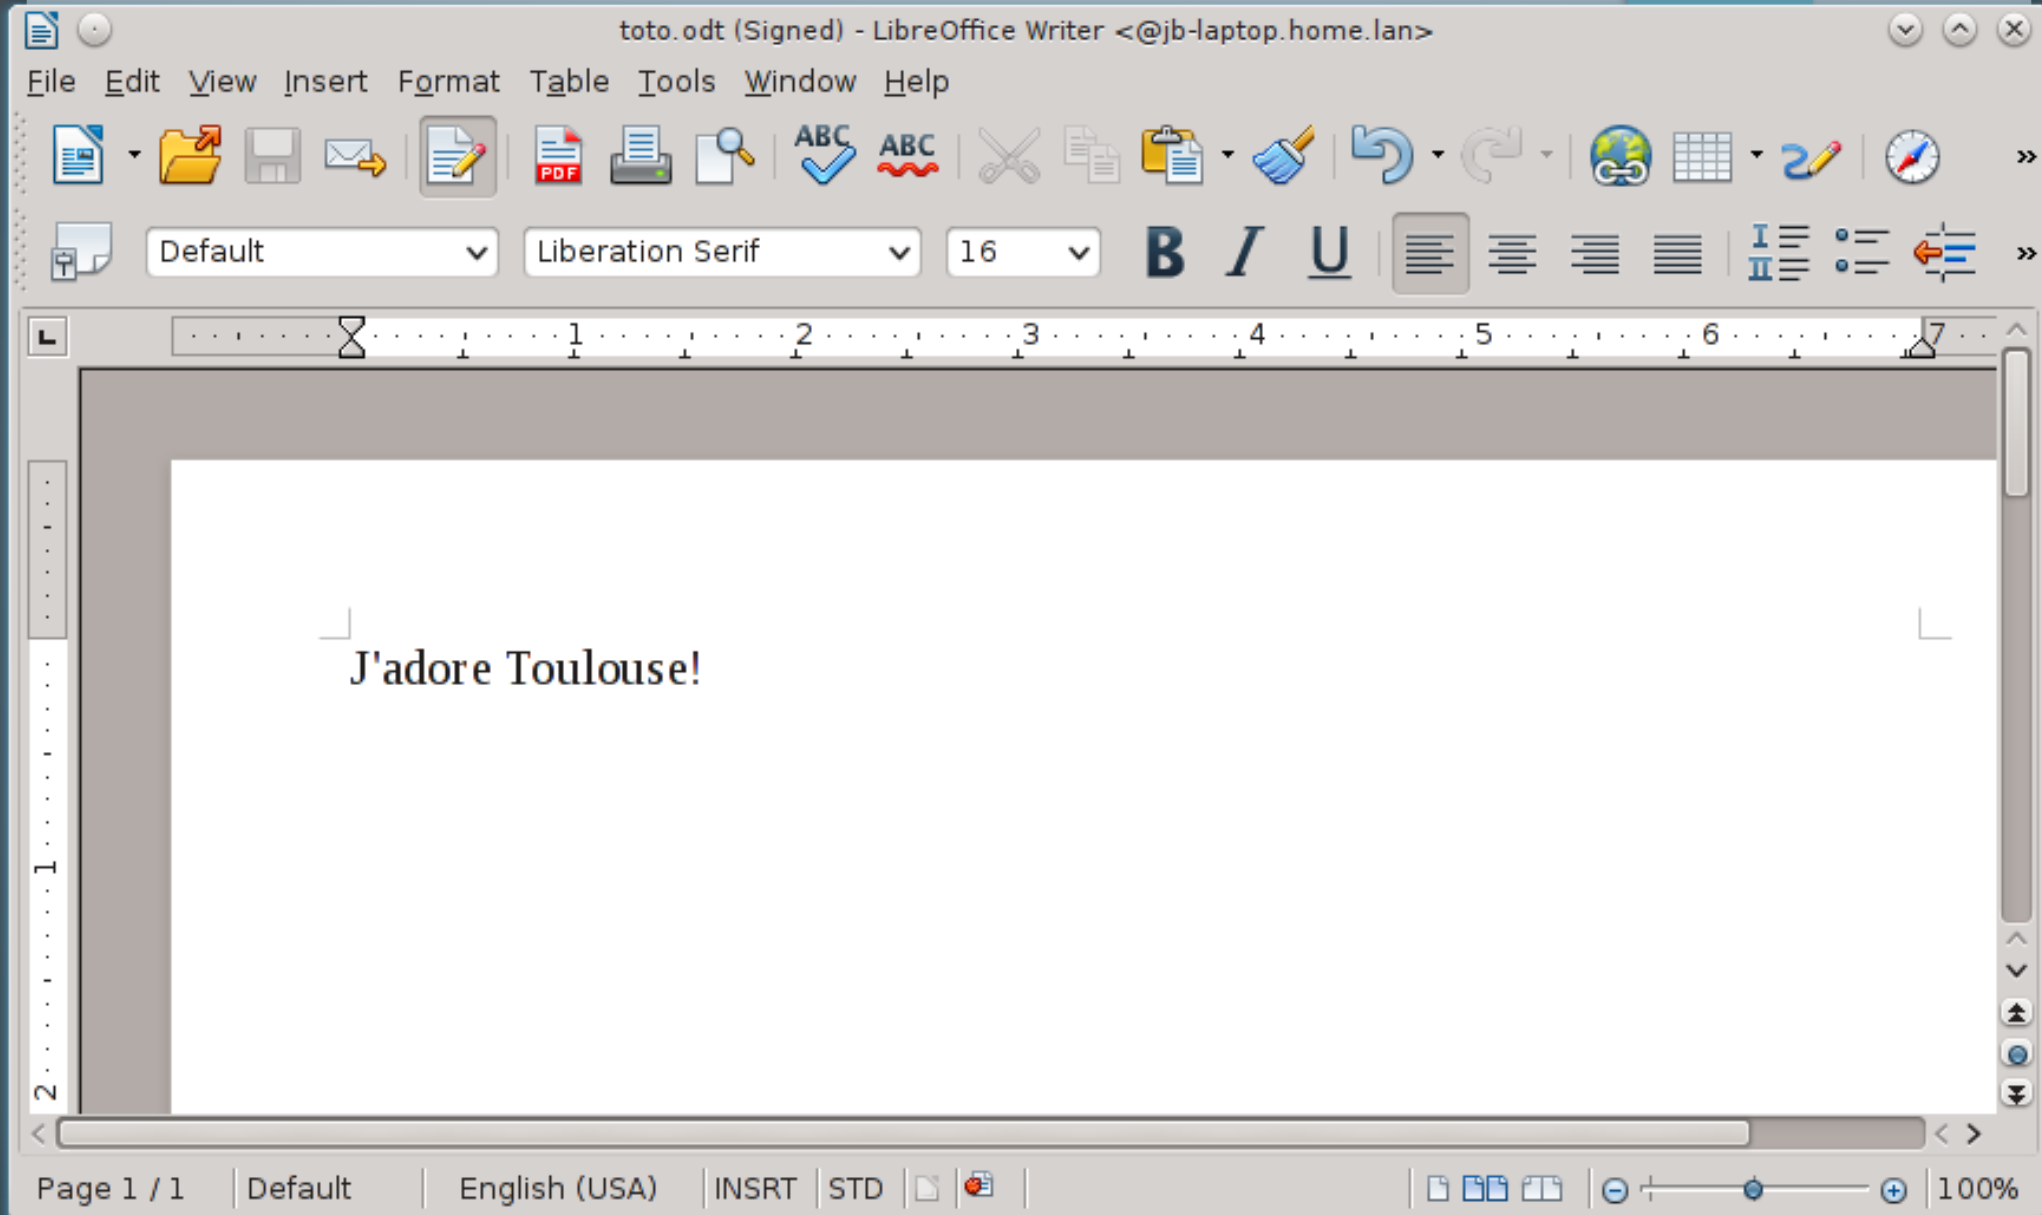 toto.odt (Signed) - LibreOffice Writer <@jb-laptop.home.lan>
File Edit View Insert Format Table Tools Window Help
PDF ABC ABC
Default Liberation Serif 16 B I U
1 2 3 4 5 6 7
J'adore Toulouse!
1
2
Page 1 / 1 Default English (USA) INSRT STD 100%